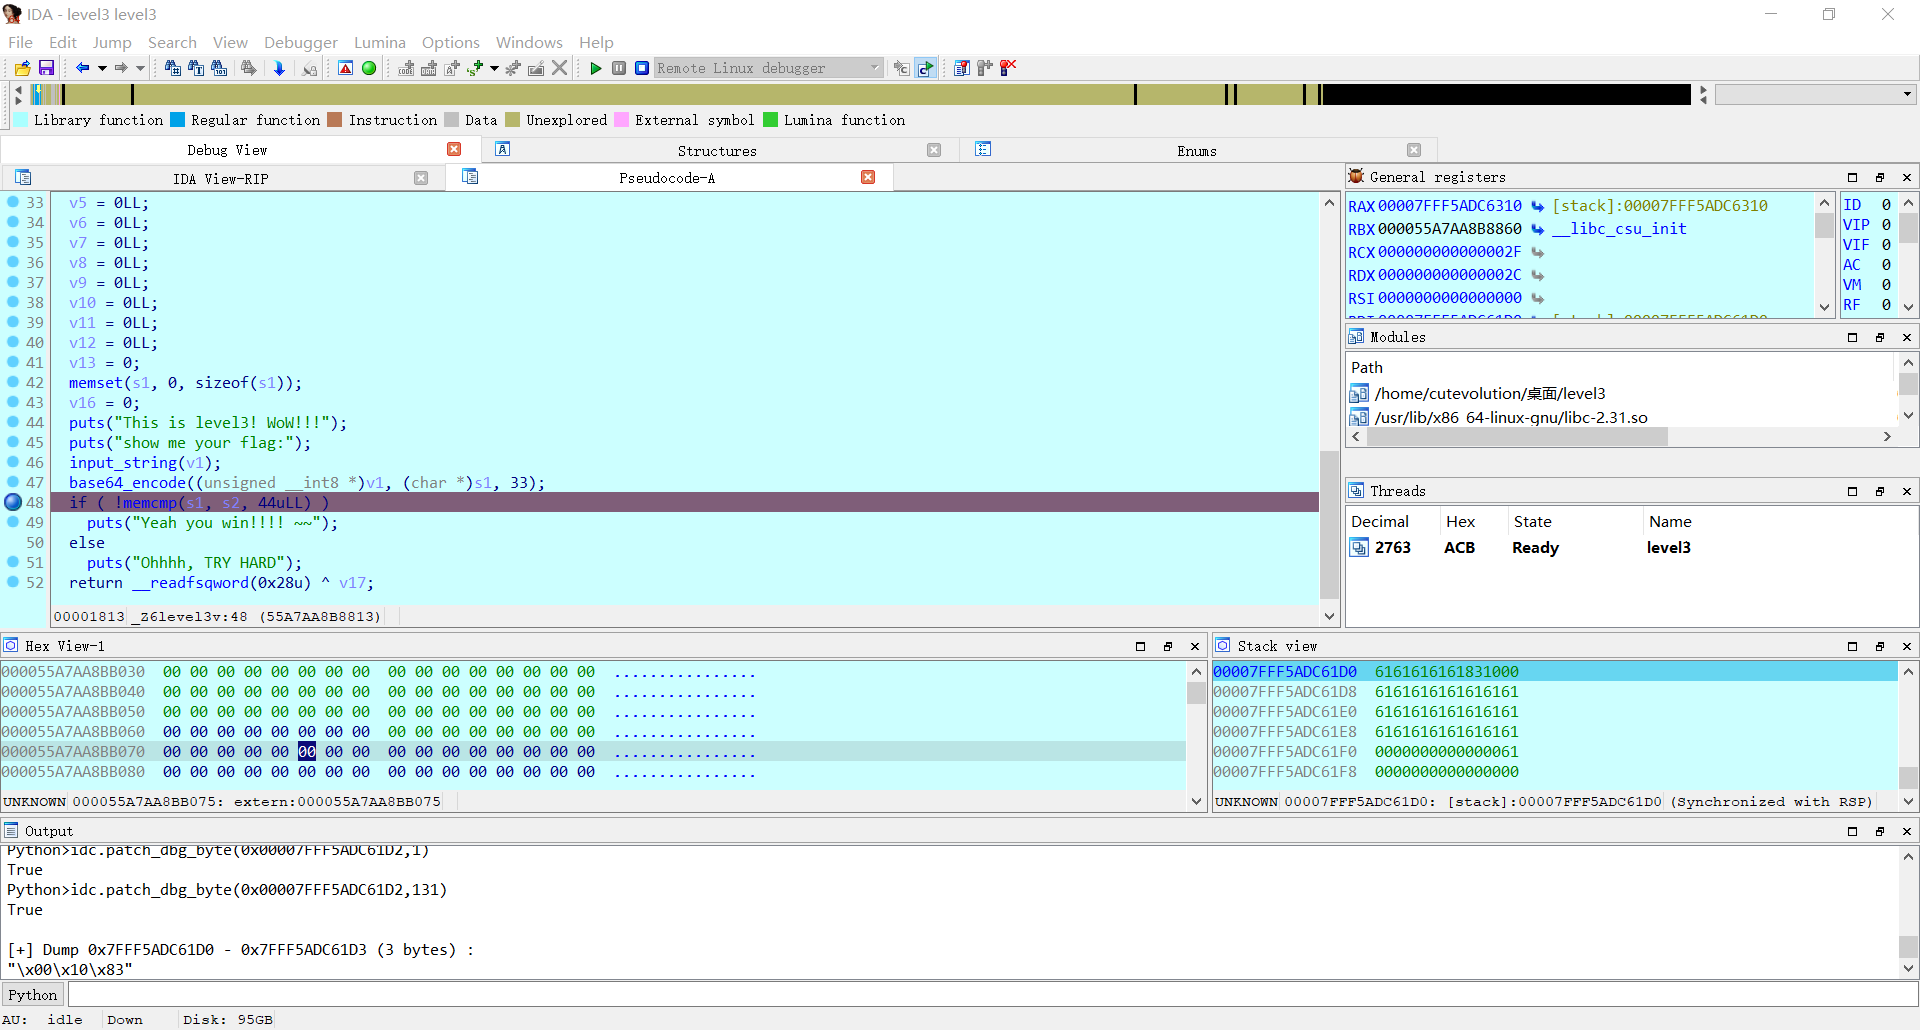 IDA - level3 level3
File Edit Jump Search View Debugger Lumina Options Windows Help
Remote Linux debugger
Library function Regular function Instruction Data Unexplored External symbol Lumina function
Debug View Structures Enums
IDA View-RIP Pseudocode-A
33 v5 = 0LL;
34 v6 = 0LL;
35 v7 = 0LL;
36 v8 = 0LL;
37 v9 = 0LL;
38 v10 = 0LL;
39 v11 = 0LL;
40 v12 = 0LL;
41 v13 = 0;
42 memset(s1, 0, sizeof(s1));
43 v16 = 0;
44 puts("This is level3! WoW!!!");
45 puts("show me your flag:");
46 input_string(v1);
47 base64_encode((unsigned __int8 *)v1, (char *)s1, 33);
48 if ( !memcmp(s1, s2, 44uLL) )
49 puts("Yeah you win!!!! ~~");
50 else
51 puts("Ohhhh, TRY HARD");
52 return __readfsqword(0x28u) ^ v17;
00001813 _Z6level3v:48 (55A7AA8B8813)
General registers
RAX 00007FFF5ADC6310 [stack]:00007FFF5ADC6310
RBX 000055A7AA8B8860 __libc_csu_init
RCX 000000000000002F
RDX 000000000000002C
RSI 0000000000000000
ID 0
VIP 0
VIF 0
AC 0
VM 0
RF 0
Modules
Path
/home/cutevolution/桌面/level3
/usr/lib/x86_64-linux-gnu/libc-2.31.so
Threads
Decimal Hex State Name
2763 ACB Ready level3
Hex View-1
000055A7AA8BB030 00 00 00 00 00 00 00 00 00 00 00 00 00 00 00 00 ................
000055A7AA8BB040 00 00 00 00 00 00 00 00 00 00 00 00 00 00 00 00 ................
000055A7AA8BB050 00 00 00 00 00 00 00 00 00 00 00 00 00 00 00 00 ................
000055A7AA8BB060 00 00 00 00 00 00 00 00 00 00 00 00 00 00 00 00 ................
000055A7AA8BB070 00 00 00 00 00 00 00 00 00 00 00 00 00 00 00 00 ................
000055A7AA8BB080 00 00 00 00 00 00 00 00 00 00 00 00 00 00 00 00 ................
UNKNOWN 000055A7AA8BB075: extern:000055A7AA8BB075
Stack view
00007FFF5ADC61D0 6161616161831000
00007FFF5ADC61D8 6161616161616161
00007FFF5ADC61E0 6161616161616161
00007FFF5ADC61E8 6161616161616161
00007FFF5ADC61F0 0000000000000061
00007FFF5ADC61F8 0000000000000000
UNKNOWN 00007FFF5ADC61D0: [stack]:00007FFF5ADC61D0 (Synchronized with RSP)
Output
Python>idc.patch_dbg_byte(0x00007FFF5ADC61D2,1)
True
Python>idc.patch_dbg_byte(0x00007FFF5ADC61D2,131)
True
[+] Dump 0x7FFF5ADC61D0 - 0x7FFF5ADC61D3 (3 bytes) :
"\x00\x10\x83"
Python
AU: idle Down Disk: 95GB